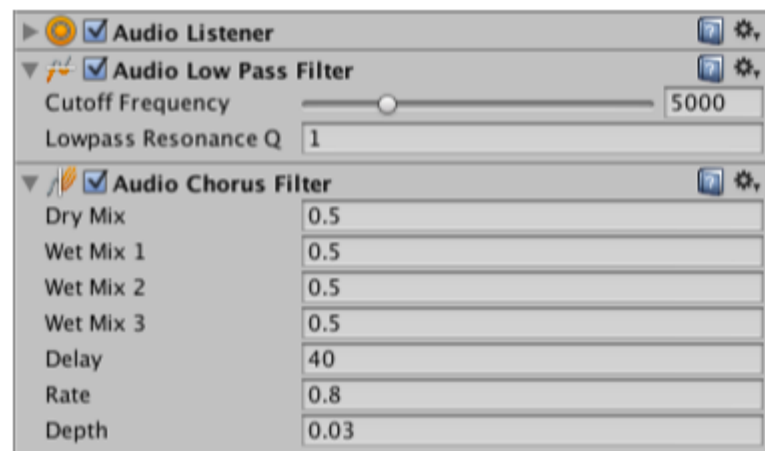 Audio Listener
Audio Low Pass Filter
Cutoff Frequency 5000
Lowpass Resonance Q 1
Audio Chorus Filter
Dry Mix 0.5
Wet Mix 1 0.5
Wet Mix 2 0.5
Wet Mix 3 0.5
Delay 40
Rate 0.8
Depth 0.03